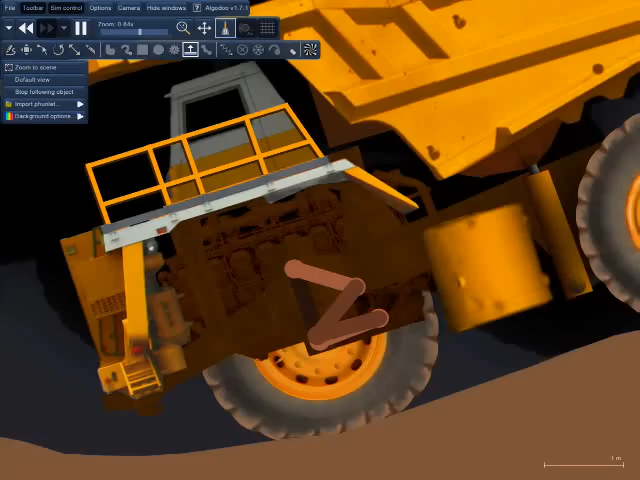 File Toolbar Sim control Options Camera Hide windows ? Algodoo v1.7.1
Zoom: 0.84x
Zoom to scene
Default view
Stop following object
Import phunlet...
Background options
1 m